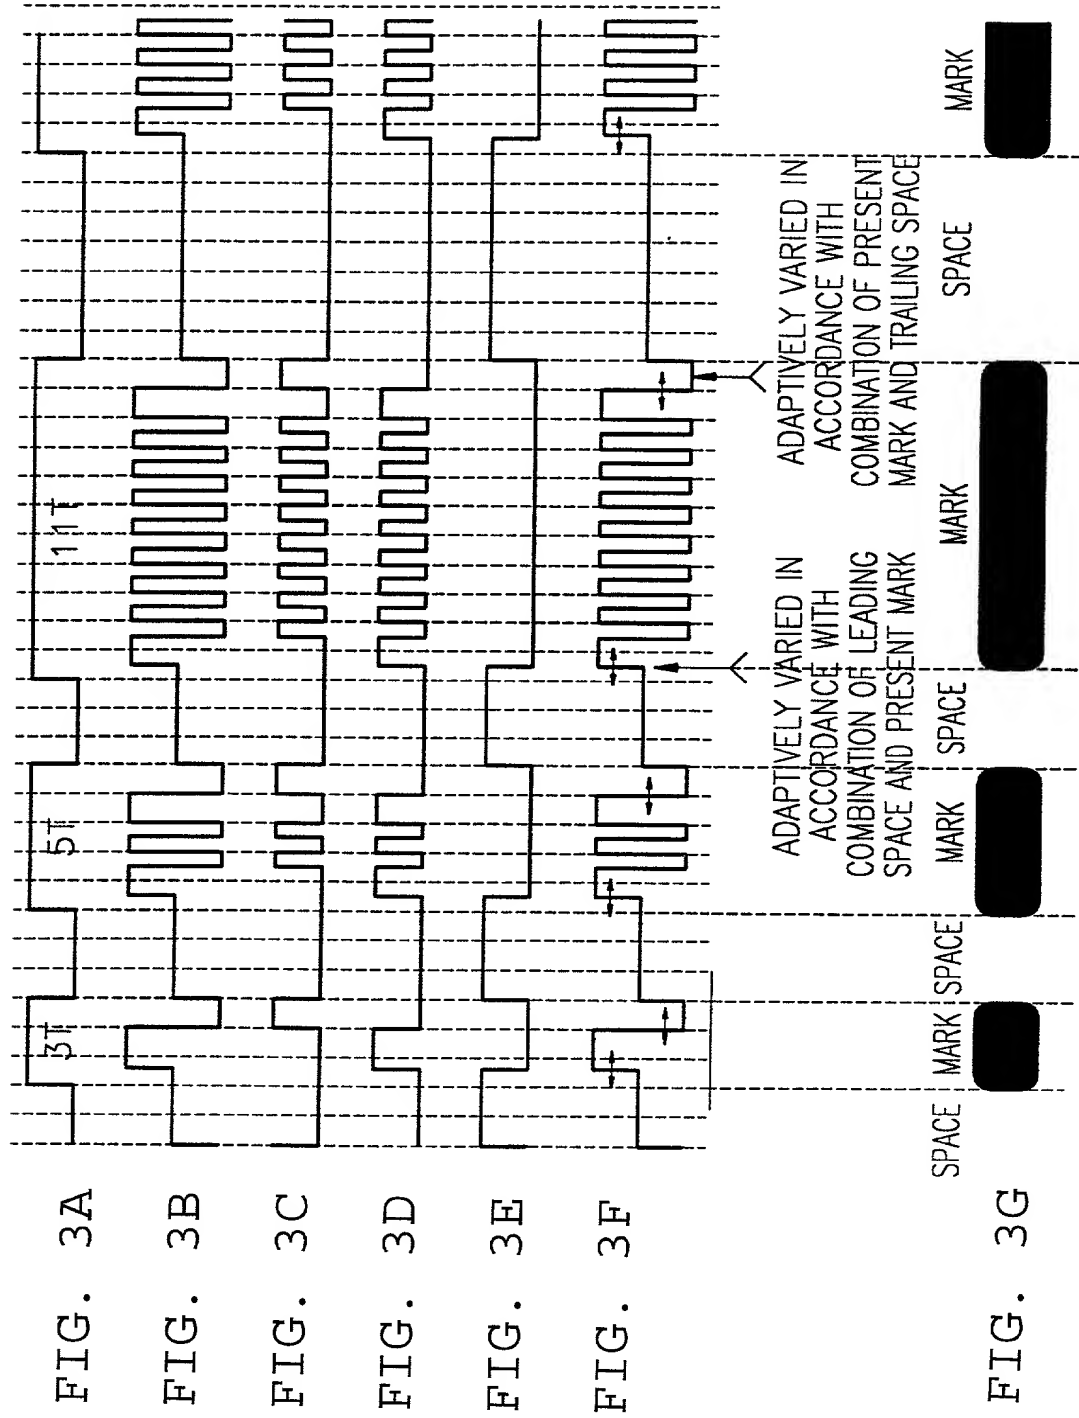 FIG. 3A
3T
5T
11T
FIG. 3B
FIG. 3C
FIG. 3D
FIG. 3E
FIG. 3F
ADAPTIVELY VARIED IN
ACCORDANCE WITH
COMBINATION OF LEADING
SPACE AND PRESENT MARK
ADAPTIVELY VARIED IN
ACCORDANCE WITH
COMBINATION OF PRESENT
MARK AND TRAILING SPACE
SPACE
MARK
SPACE
MARK
SPACE
MARK
SPACE
MARK
FIG. 3G